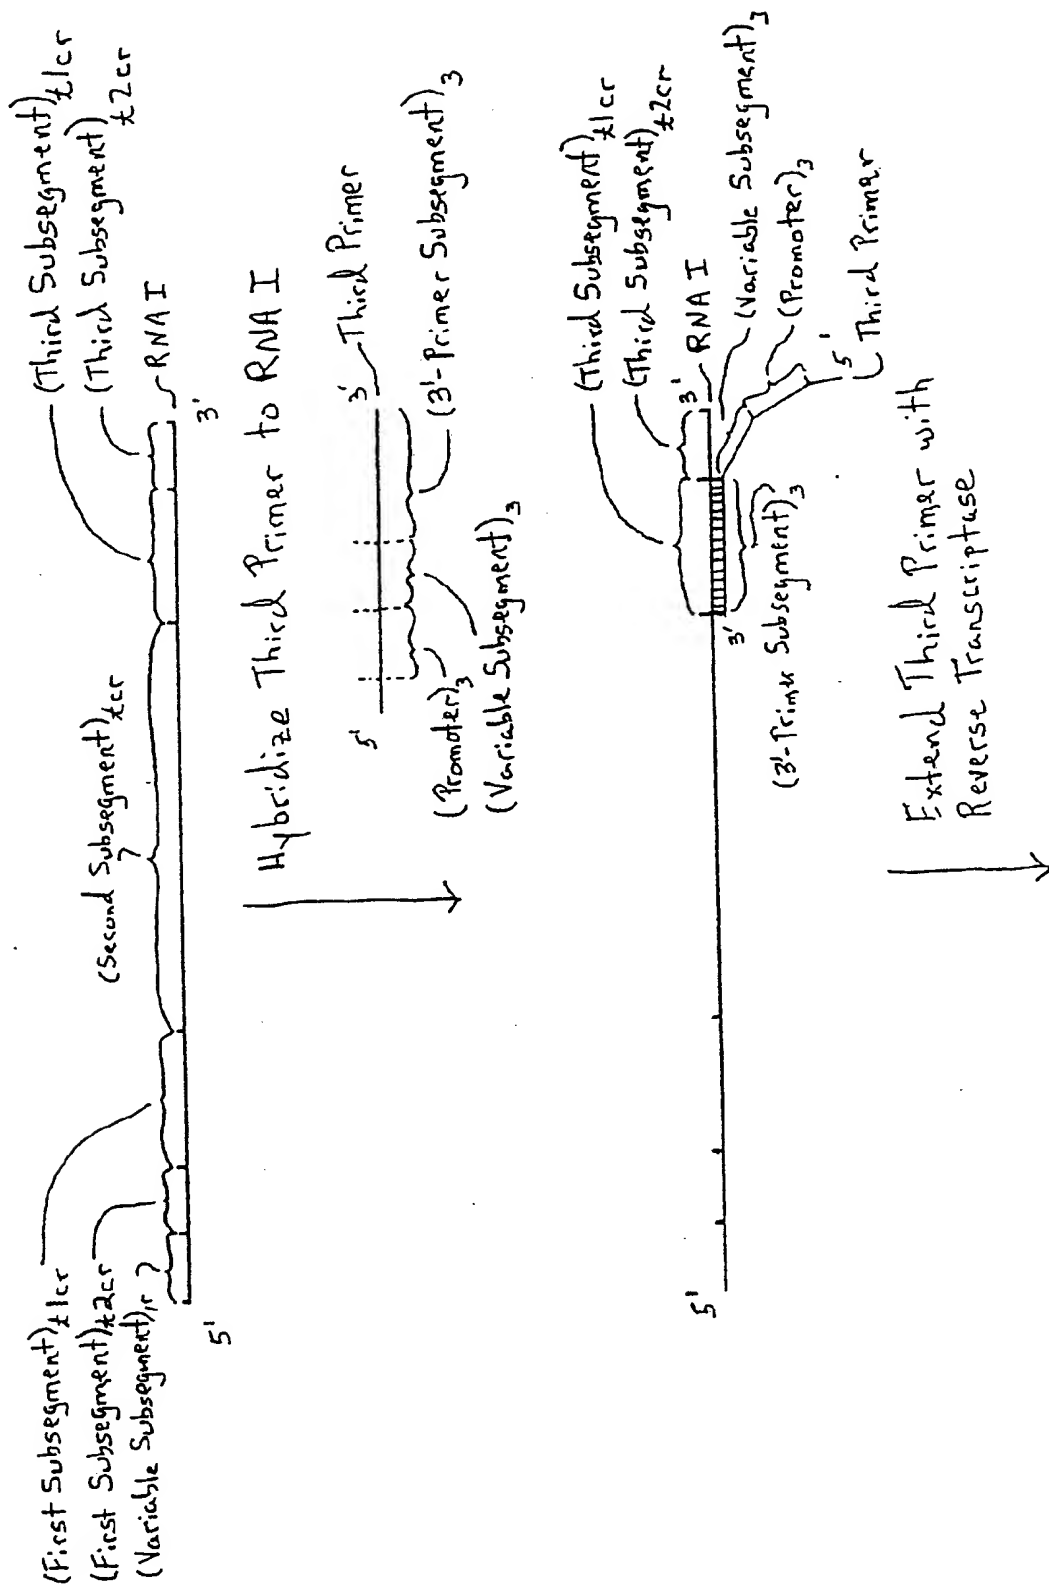 (First Subsegment)t1cr
(First Subsegment)t2cr
(Variable Subsegment)1r
5'
(Second Subsegment)tcr
(Third Subsegment)t1cr
(Third Subsegment)t2cr
RNA I
3'
Hybridize Third Primer to RNA I
5'
3'
Third Primer
(Promoter)3
(Variable Subsegment)3
(3'-Primer Subsegment)3
5'
(Third Subsegment)t1cr
(Third Subsegment)t2cr
3'
RNA I
(Variable Subsegment)3
(Promoter)3
5'
Third Primer
3'
(3'-Primer Subsegment)3
Extend Third Primer with
Reverse Transcriptase